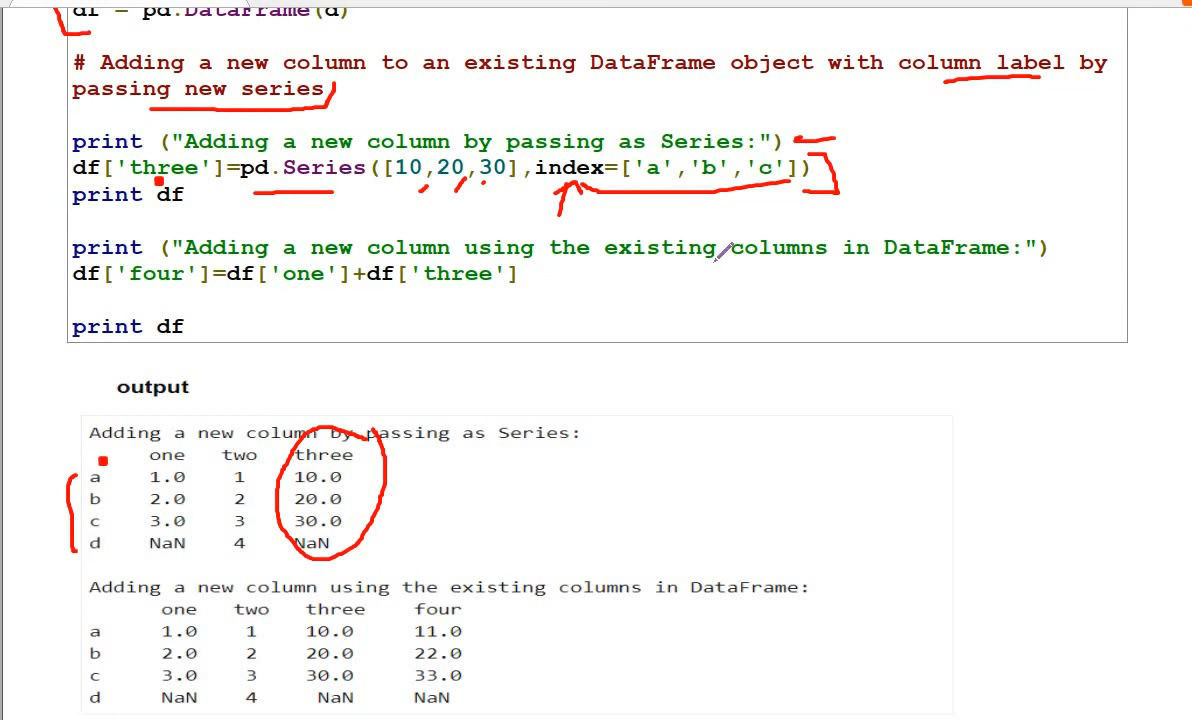 df = pd.DataFrame(d)
# Adding a new column to an existing DataFrame object with column label by
passing new series
print ("Adding a new column by passing as Series:")
df['three']=pd.Series([10,20,30],index=['a','b','c'])
print df
print ("Adding a new column using the existing columns in DataFrame:")
df['four']=df['one']+df['three']
print df
output
Adding a new column by passing as Series:
one two three
a 1.0 1 10.0
b 2.0 2 20.0
c 3.0 3 30.0
d NaN 4 NaN
Adding a new column using the existing columns in DataFrame:
one two three four
a 1.0 1 10.0 11.0
b 2.0 2 20.0 22.0
c 3.0 3 30.0 33.0
d NaN 4 NaN NaN